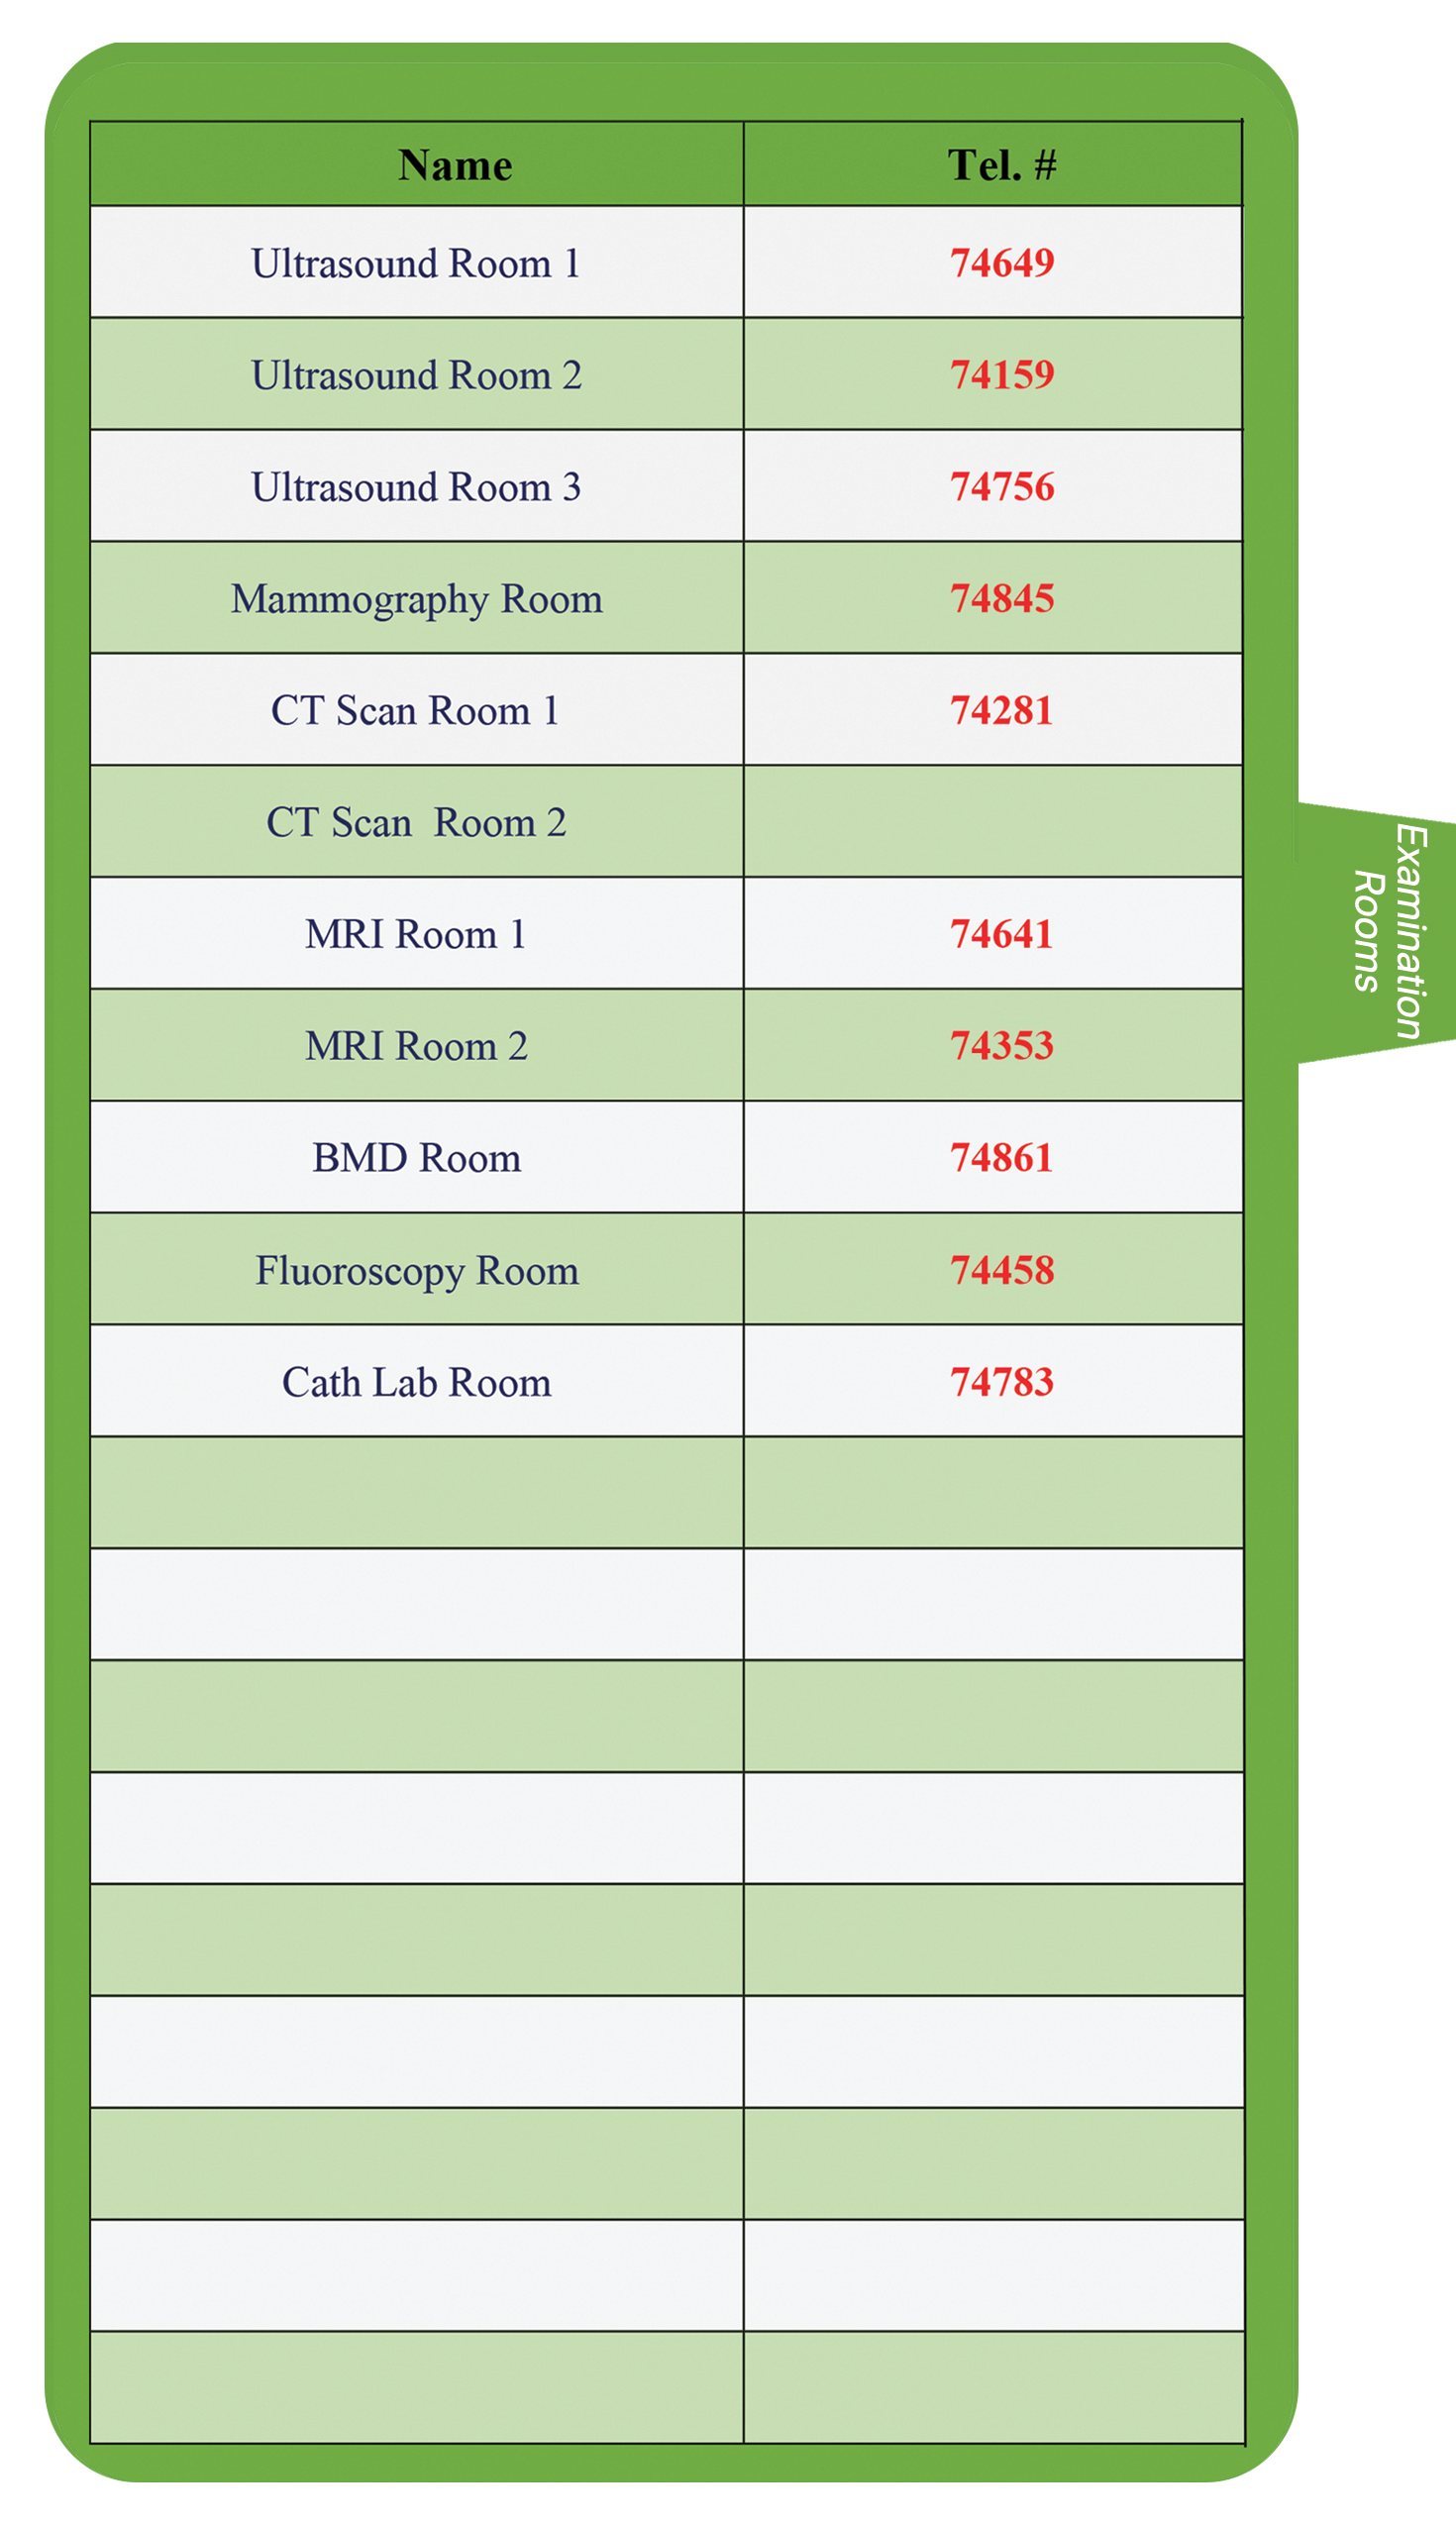 Name Tel. #
Ultrasound Room 1 74649
Ultrasound Room 2 74159
Ultrasound Room 3 74756
Mammography Room 74845
CT Scan Room 1 74281
CT Scan  Room 2
MRI Room 1 74641
MRI Room 2 74353
BMD Room 74861
Fluoroscopy Room 74458
Cath Lab Room 74783
Examination
Rooms